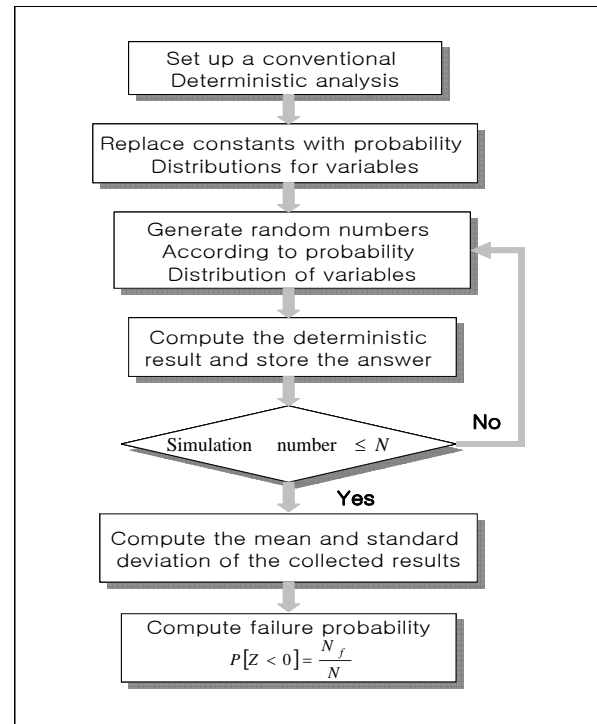 Set up a conventional
Deterministic analysis
Replace constants with probability
Distributions for variables
Generate random numbers
According to probability
Distribution of variables
Compute the deterministic
result and store the answer
Simulation number ≤ N
No
Yes
Compute the mean and standard
deviation of the collected results
Compute failure probability
P[Z < 0] = N_f / N